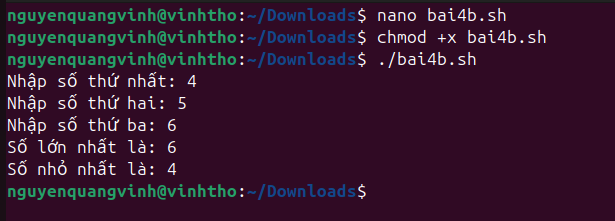 nguyenquangvinh@vinhtho:~/Downloads$ nano bai4b.sh
nguyenquangvinh@vinhtho:~/Downloads$ chmod +x bai4b.sh
nguyenquangvinh@vinhtho:~/Downloads$ ./bai4b.sh
Nhập số thứ nhất: 4
Nhập số thứ hai: 5
Nhập số thứ ba: 6
Số lớn nhất là: 6
Số nhỏ nhất là: 4
nguyenquangvinh@vinhtho:~/Downloads$